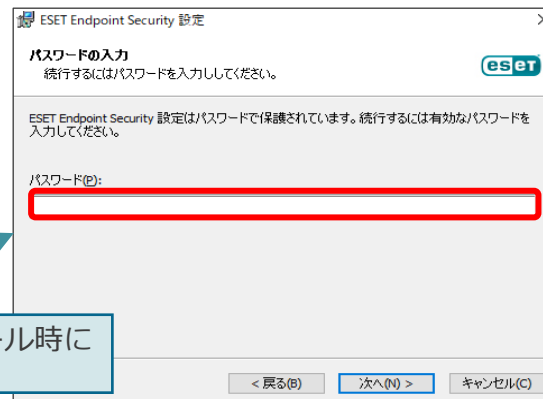 ESET Endpoint Security 設定
パスワードの入力
続行するにはパスワードを入力ししてください。
eset
ESET Endpoint Security 設定はパスワードで保護されています。続行するには有効なパスワードを
入力してください。
パスワード(P):
ル時に
< 戻る(B)
次へ(N) >
キャンセル(C)